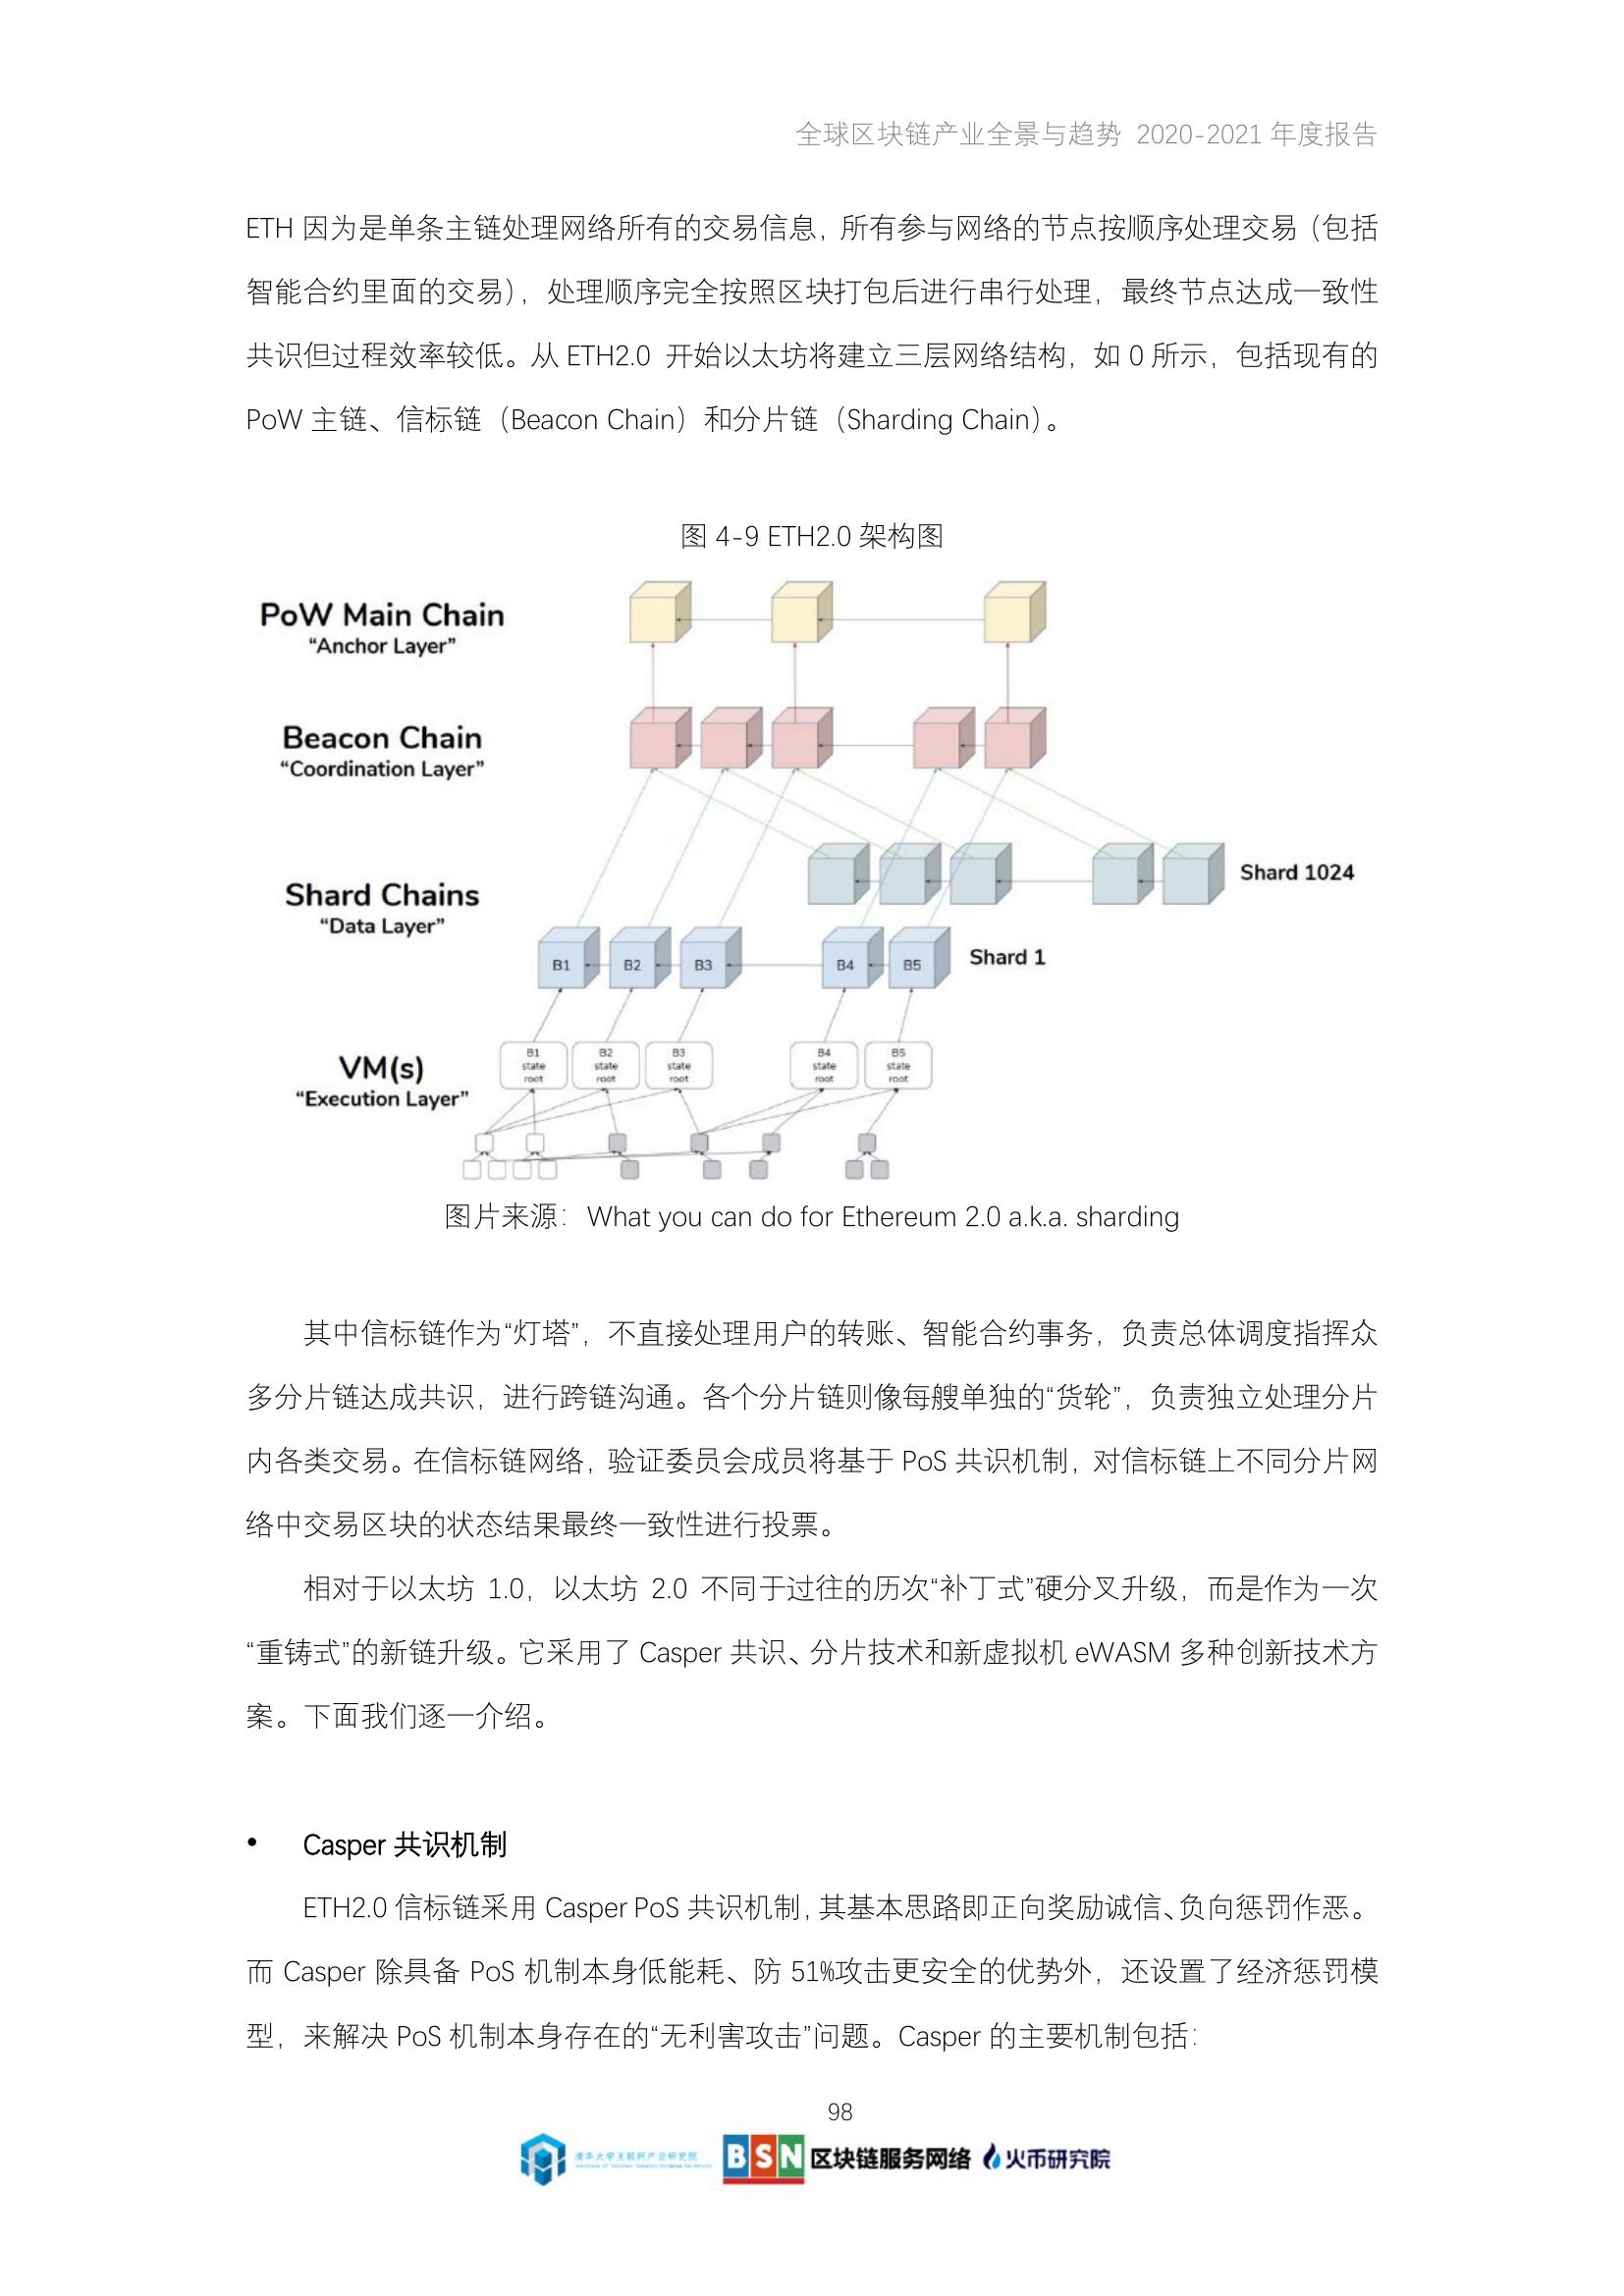 全球区块链产业全景与趋势 2020-2021 年度报告
ETH 因为是单条主链处理网络所有的交易信息，所有参与网络的节点按顺序处理交易（包括
智能合约里面的交易），处理顺序完全按照区块打包后进行串行处理，最终节点达成一致性
共识但过程效率较低。从 ETH2.0 开始以太坊将建立三层网络结构，如 0 所示，包括现有的
PoW 主链、信标链（Beacon Chain）和分片链（Sharding Chain）。
图 4-9 ETH2.0 架构图
PoW Main Chain
“Anchor Layer”
Beacon Chain
“Coordination Layer”
Shard 1024
Shard Chains
“Data Layer”
B1 B2 B3 B4 B5
Shard 1
VM(s)
“Execution Layer”
B1 state root
B2 state root
B3 state root
B4 state root
B5 state root
图片来源：What you can do for Ethereum 2.0 a.k.a. sharding
其中信标链作为“灯塔”，不直接处理用户的转账、智能合约事务，负责总体调度指挥众
多分片链达成共识，进行跨链沟通。各个分片链则像每艘单独的“货轮”，负责独立处理分片
内各类交易。在信标链网络，验证委员会成员将基于 PoS 共识机制，对信标链上不同分片网
络中交易区块的状态结果最终一致性进行投票。
相对于以太坊 1.0，以太坊 2.0 不同于过往的历次“补丁式”硬分叉升级，而是作为一次
“重铸式”的新链升级。它采用了 Casper 共识、分片技术和新虚拟机 eWASM 多种创新技术方
案。下面我们逐一介绍。
• Casper 共识机制
ETH2.0 信标链采用 Casper PoS 共识机制，其基本思路即正向奖励诚信、负向惩罚作恶。
而 Casper 除具备 PoS 机制本身低能耗、防 51%攻击更安全的优势外，还设置了经济惩罚模
型，来解决 PoS 机制本身存在的“无利害攻击”问题。Casper 的主要机制包括：
98
清华大学互联网产业研究院
BSN 区块链服务网络
火币研究院